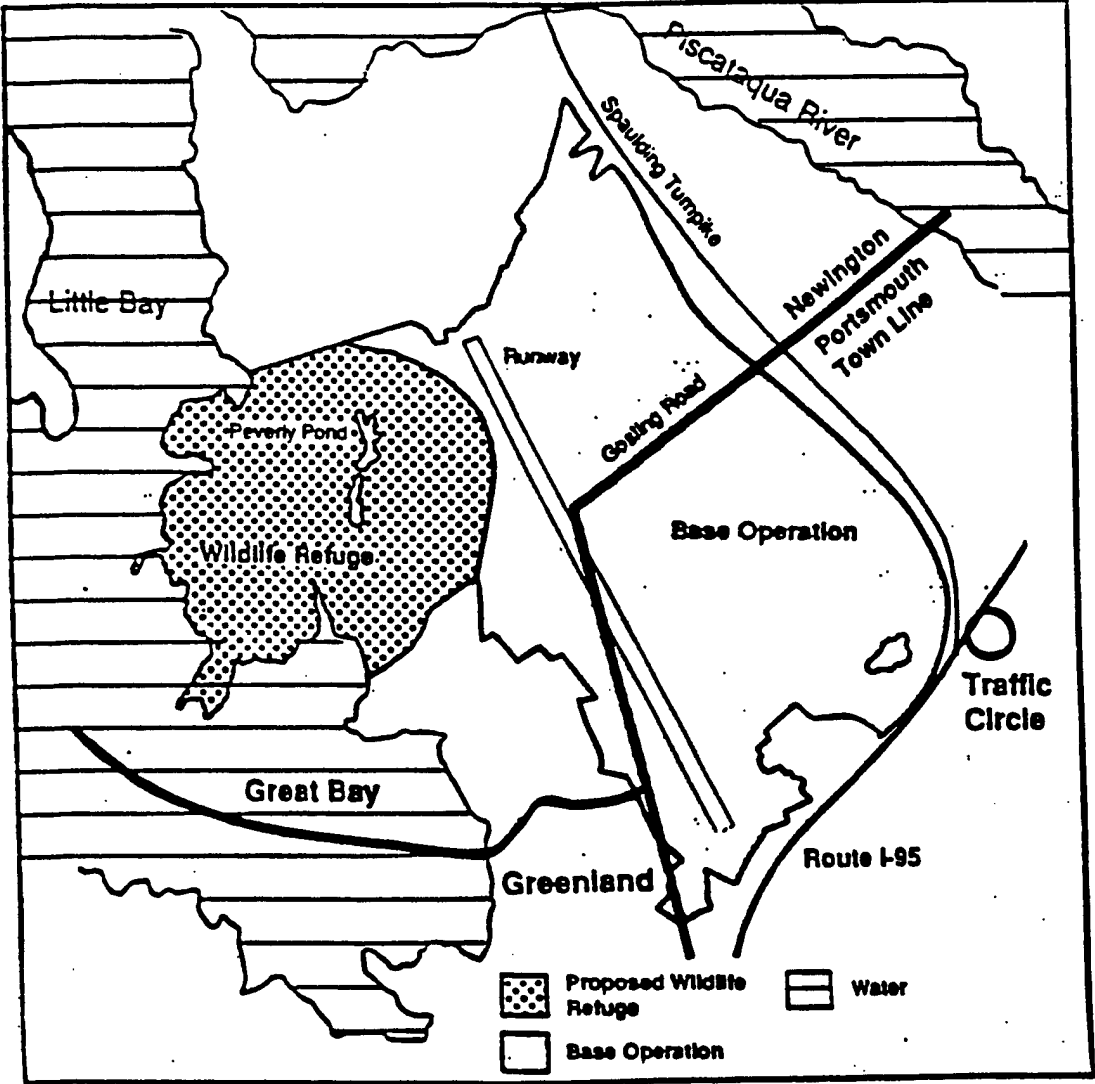 Piscataqua River
Spaulding Turnpike
Newington
Portsmouth
Town Line
Little Bay
Runway
Gosling Road
Peverly Pond
Base Operation
Wildlife Refuge
Traffic
Circle
Great Bay
Route I-95
Greenland
Proposed Wildlife
Refuge
Water
Base Operation